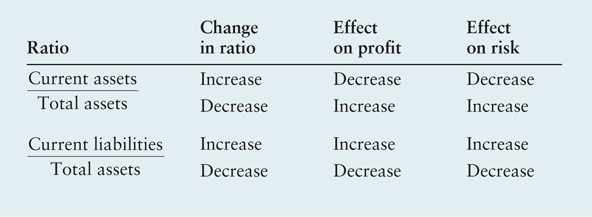 Ratio Change in ratio Effect on profit Effect on risk
Current assets Increase Decrease Decrease
Total assets Decrease Increase Increase
Current liabilities Increase Increase Increase
Total assets Decrease Decrease Decrease